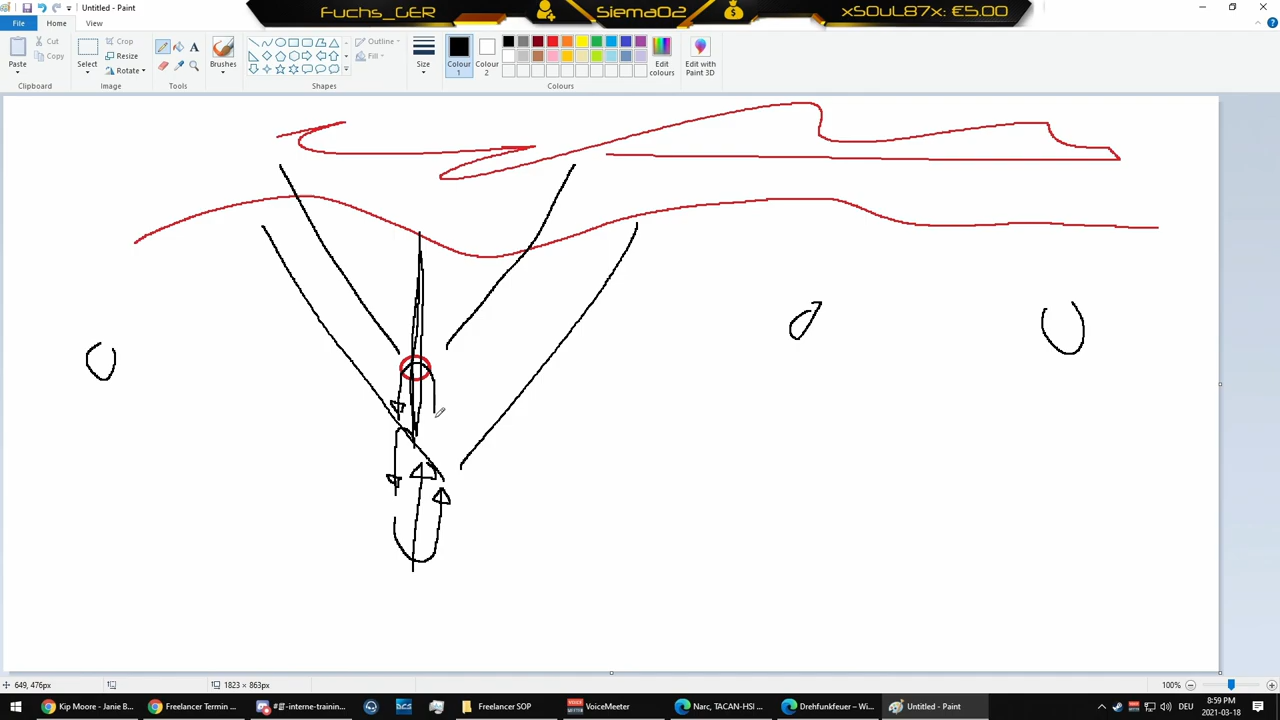 Untitled - Paint
Fuchs_GER
Siema02
xS0uL87x: €5.00
File
Home
View
Paste
Cut
Copy
Clipboard
Select
Crop
Resize
Rotate
Image
Tools
Brushes
Outline
Fill
Shapes
Size
Colour 1
Colour 2
Edit colours
Edit with Paint 3D
Colours
649, 476px
1823 × 863px
100%
Kip Moore - Janie B...
Freelancer Termin ...
Freelancer SOP
VoiceMeeter
Narc, TACAN-HSI ...
Drehfunkfeuer – Wi...
Untitled - Paint
DEU
8:59 PM
2021-03-18